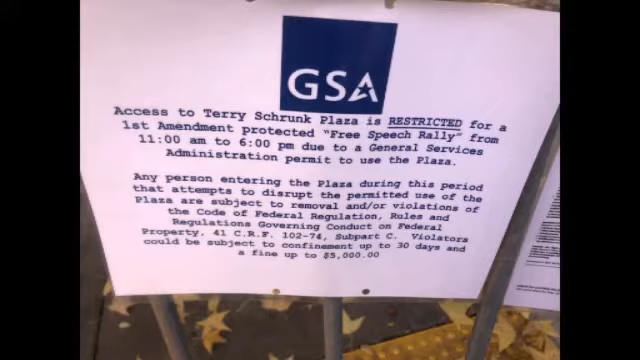 GSA
Access to Terry Schrunk Plaza is RESTRICTED for a
1st Amendment protected "Free Speech Rally" from
11:00 am to 6:00 pm due to a General Services
Administration permit to use the Plaza.
Any person entering the Plaza during this period
that attempts to disrupt the permitted use of the
Plaza are subject to removal and/or violations of
the Code of Federal Regulation, Rules and
Regulations Governing Conduct on Federal
Property, 41 C.R.F. 102-74, Subpart C. Violators
could be subject to confinement up to 30 days and
a fine up to $5,000.00